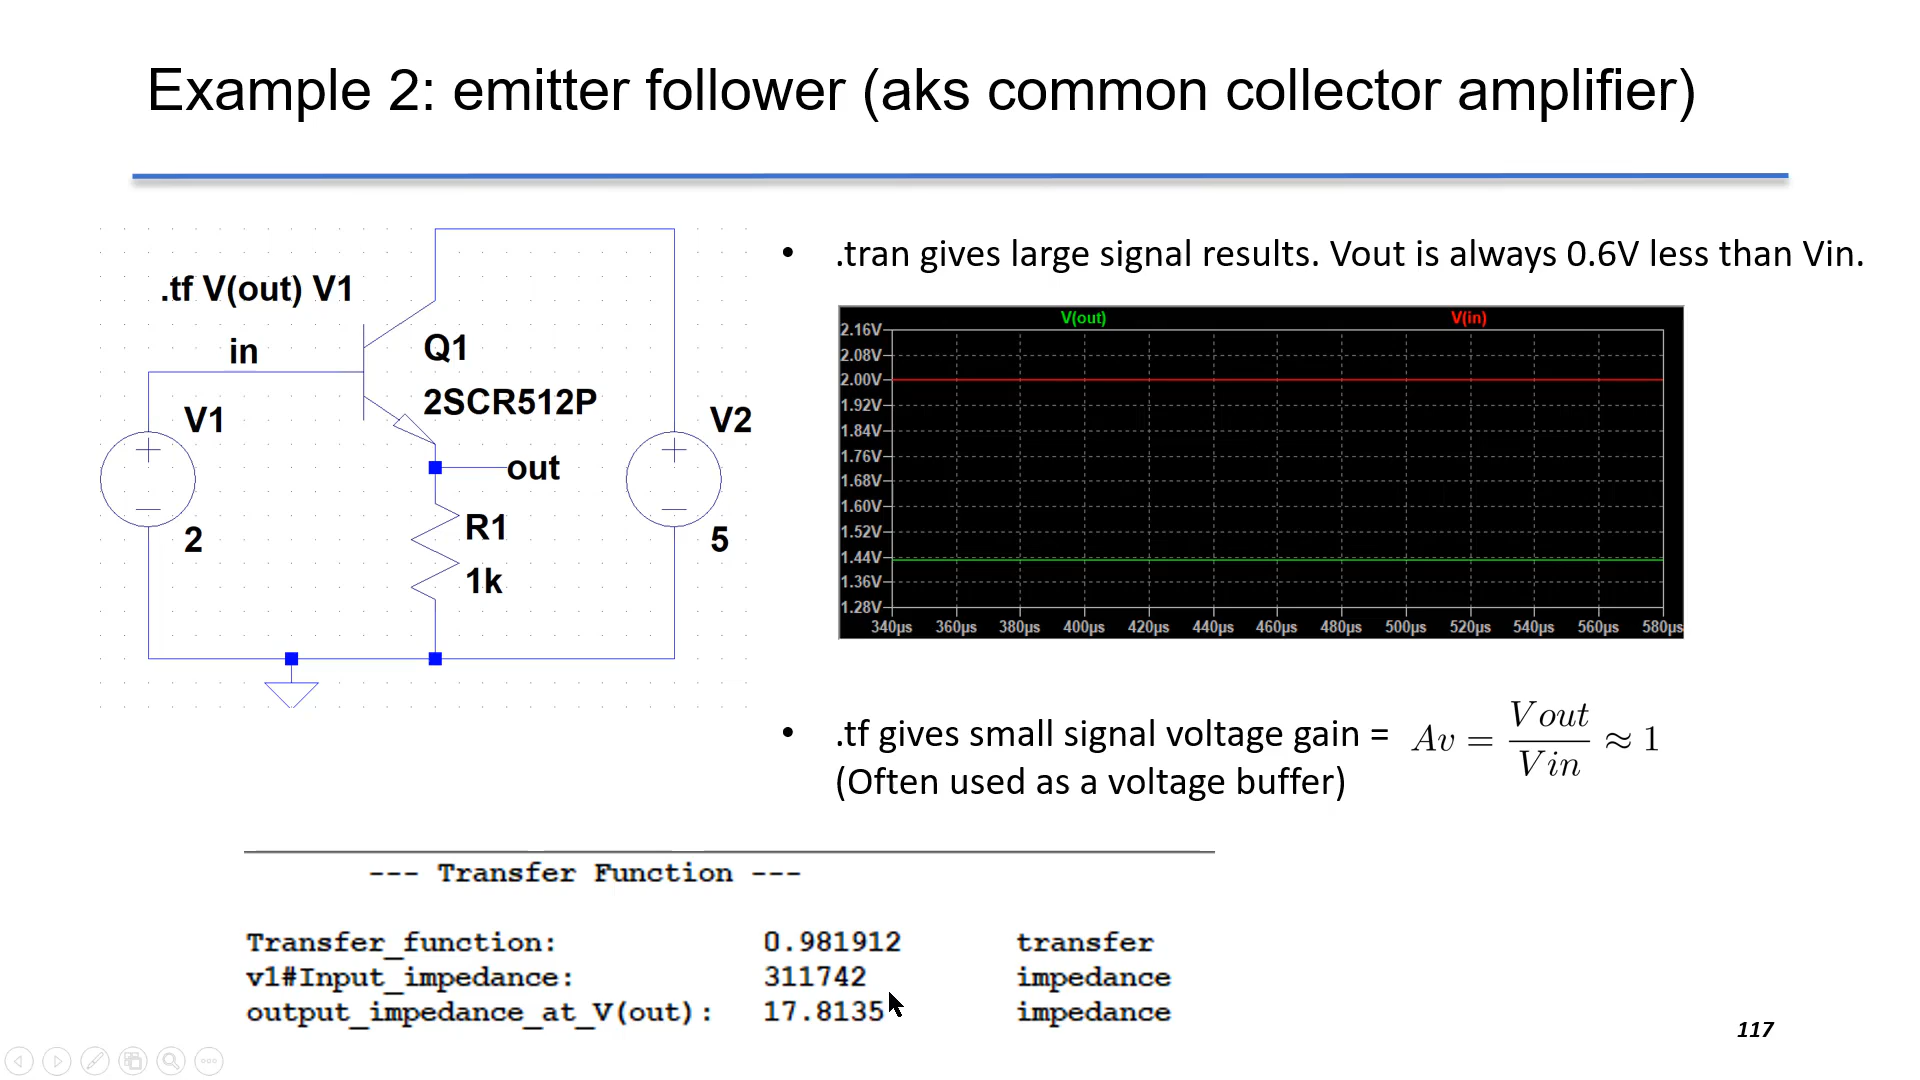 Example 2: emitter follower (aks common collector amplifier)
.tf V(out) V1
in
Q1
2SCR512P
V1
V2
out
R1
2
5
1k
• .tran gives large signal results. Vout is always 0.6V less than Vin.
V(out) V(in)
2.16V
2.08V
2.00V
1.92V
1.84V
1.76V
1.68V
1.60V
1.52V
1.44V
1.36V
1.28V
340µs 360µs 380µs 400µs 420µs 440µs 460µs 480µs 500µs 520µs 540µs 560µs 580µs
• .tf gives small signal voltage gain = Av = Vout/Vin ≈ 1
(Often used as a voltage buffer)
--- Transfer Function ---
Transfer_function: 0.981912 transfer
v1#Input_impedance: 311742 impedance
output_impedance_at_V(out): 17.8135 impedance
117